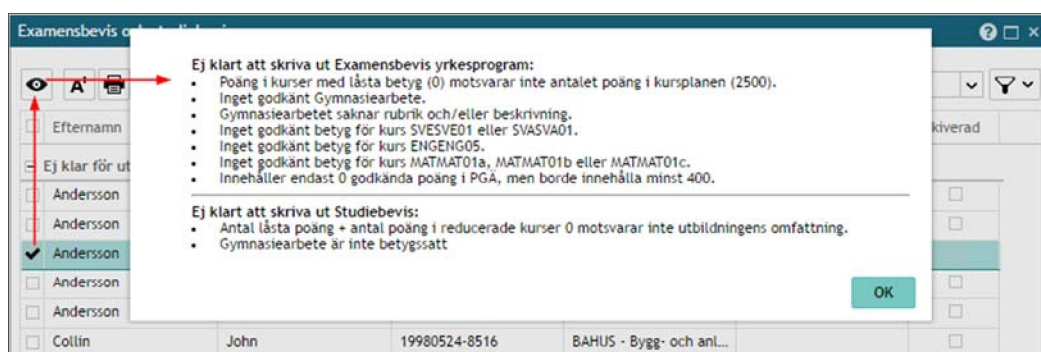 Examensbevis o
Ej klart att skriva ut Examensbevis yrkesprogram:
Poäng i kurser med låsta betyg (0) motsvarar inte antalet poäng i kursplanen (2500).
Inget godkänt Gymnasiearbete.
Gymnasiearbetet saknar rubrik och/eller beskrivning.
Inget godkänt betyg för kurs SVESVE01 eller SVASVA01.
Inget godkänt betyg för kurs ENGENG05.
Inget godkänt betyg för kurs MATMAT01a, MATMAT01b eller MATMAT01c.
Innehåller endast 0 godkända poäng i PGÄ, men borde innehålla minst 400.
Ej klart att skriva ut Studiebevis:
Antal låsta poäng + antal poäng i reducerade kurser 0 motsvarar inte utbildningens omfattning.
Gymnasiearbete är inte betygssatt
OK
Efternamn kiverad
Ej klar för ut
Andersson
Andersson
Andersson
Andersson
Andersson
Collin John 19980524-8516 BAHUS - Bygg- och anl...